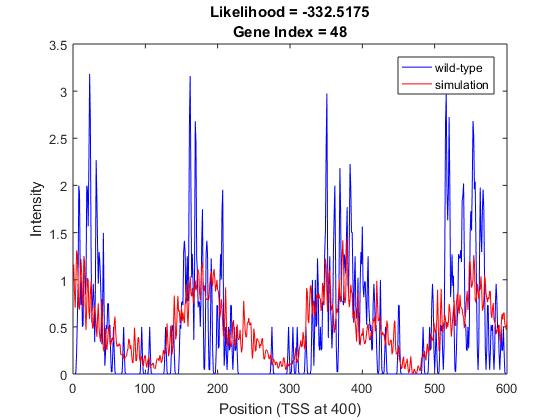 Likelihood = -332.5175
Gene Index = 48
3.5
3
2.5
2
1.5
1
0.5
0
Intensity
wild-type
simulation
0 100 200 300 400 500 600
Position (TSS at 400)